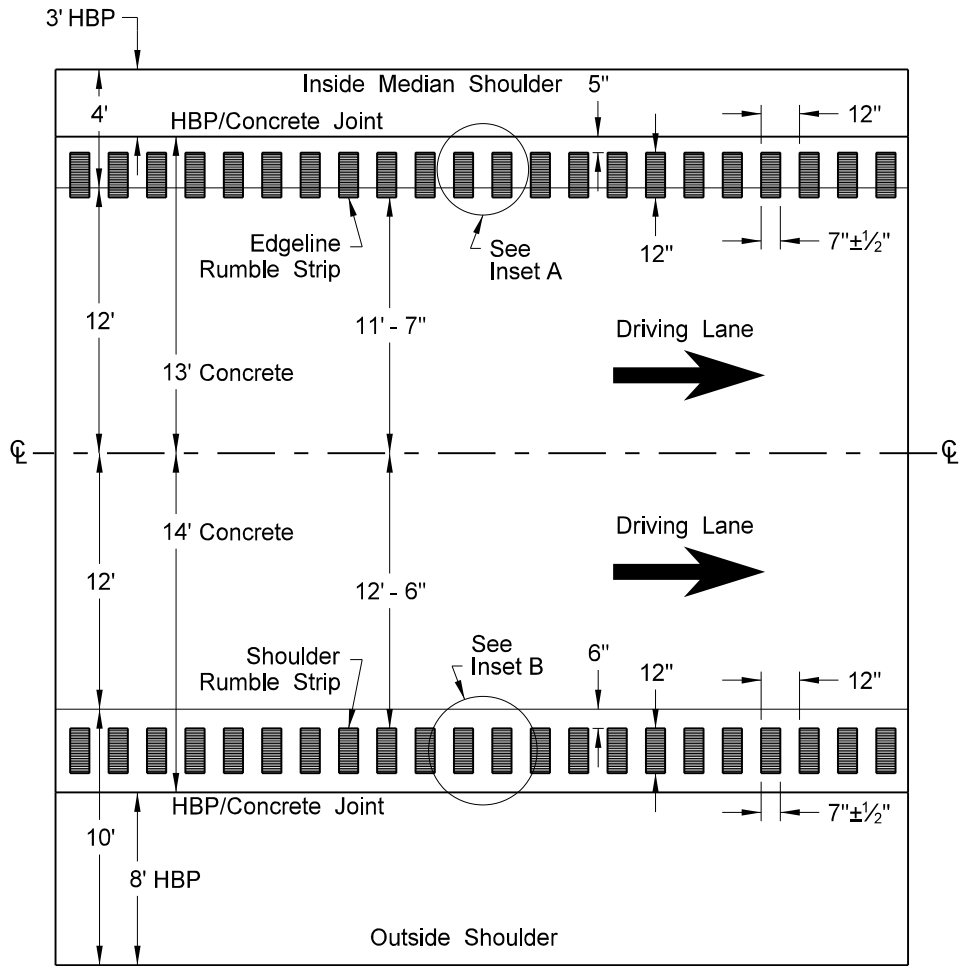 3' HBP
Inside Median Shoulder
5"
4'
HBP/Concrete Joint
12"
Edgeline
Rumble Strip
See
Inset A
12"
7"±½"
12'
11' - 7"
Driving Lane
13' Concrete
℄
℄
14' Concrete
Driving Lane
12'
12' - 6"
See
Inset B
Shoulder
Rumble Strip
6"
12"
12"
HBP/Concrete Joint
7"±½"
10'
8' HBP
Outside Shoulder